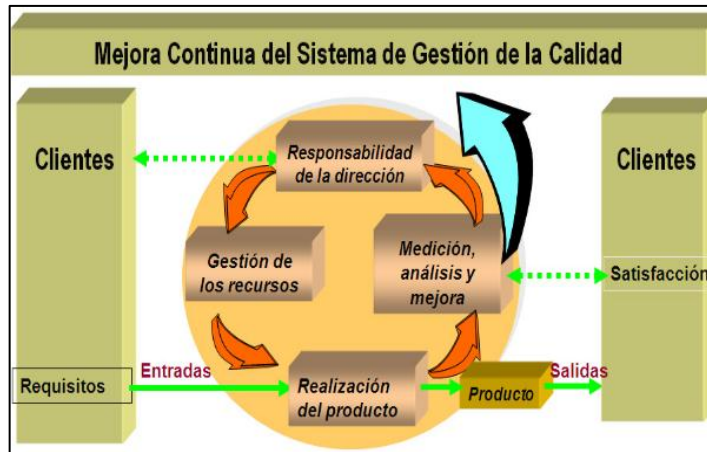 Mejora Continua del Sistema de Gestión de la Calidad
Clientes
Responsabilidad
de la dirección
Clientes
Gestión de
los recursos
Medición,
análisis y
mejora
Satisfacción
Entradas
Requisitos
Realización
del producto
Producto
Salidas